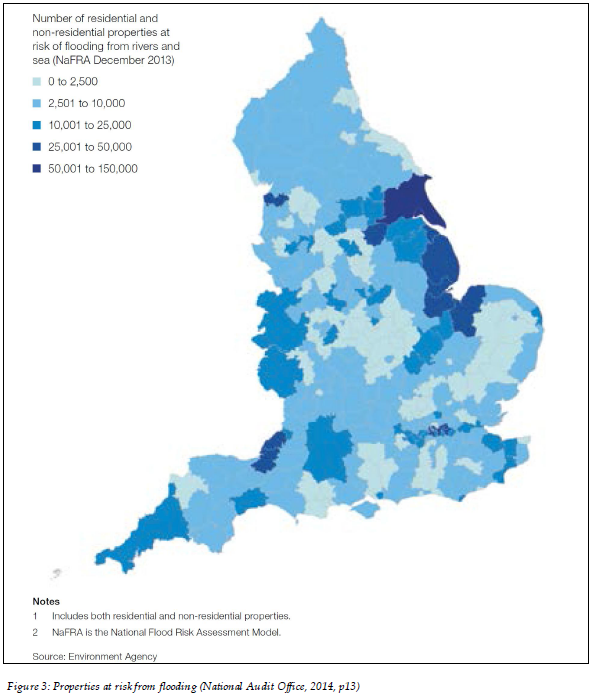 Number of residential and
non-residential properties at
risk of flooding from rivers and
sea (NaFRA December 2013)
0 to 2,500
2,501 to 10,000
10,001 to 25,000
25,001 to 50,000
50,001 to 150,000
Notes
1 Includes both residential and non-residential properties.
2 NaFRA is the National Flood Risk Assessment Model.
Source: Environment Agency
Figure 3: Properties at risk from flooding (National Audit Office, 2014, p13)